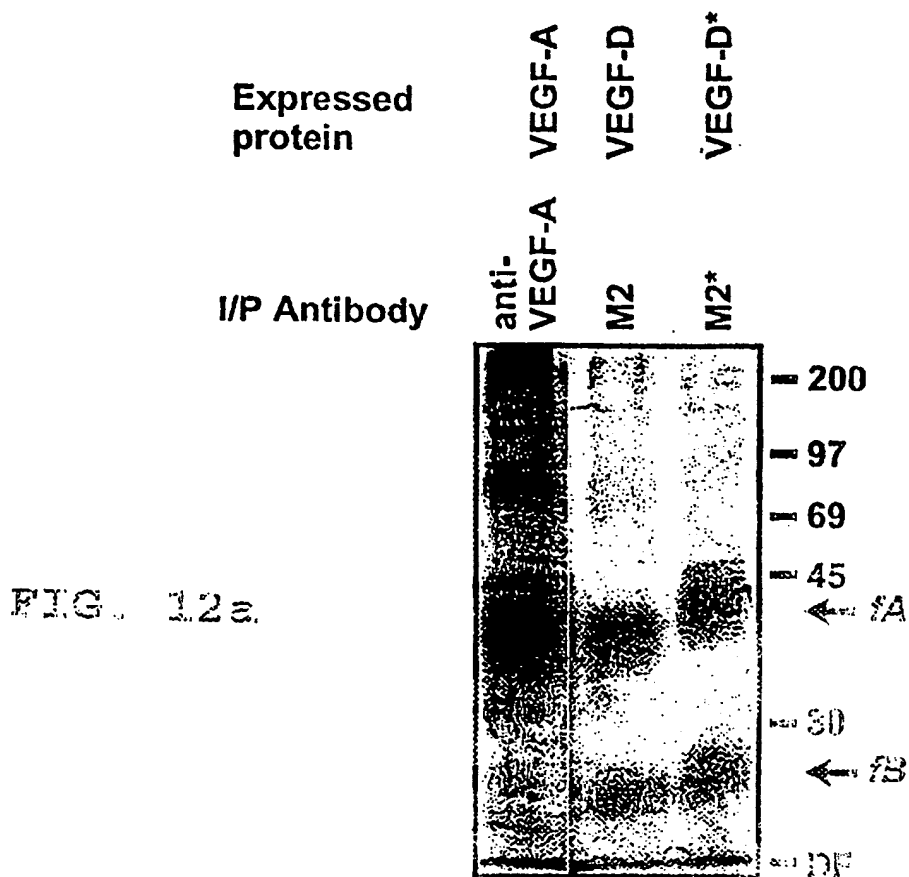 Expressed
protein
VEGF-A
VEGF-D
VEGF-D*
I/P Antibody
anti-
VEGF-A
M2
M2*
200
97
69
45
fA
30
fB
DF
FIG. 12a